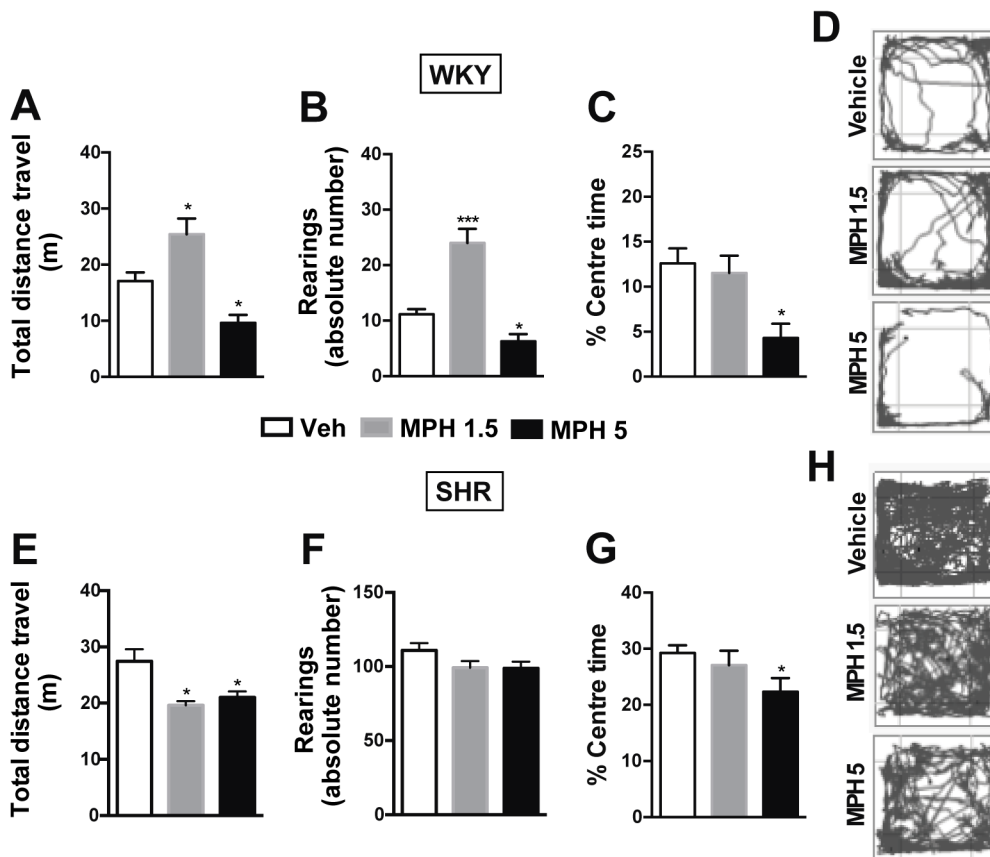 WKY
A
Total distance travel
(m)
40
30
20
10
0
*
*
B
Rearings
(absolute number)
40
30
20
10
0
***
*
C
% Centre time
25
20
15
10
5
0
*
D
Vehicle
MPH 1.5
MPH 5
Veh MPH 1.5 MPH 5
SHR
E
Total distance travel
(m)
40
30
20
10
0
*
*
F
Rearings
(absolute number)
150
100
50
0
G
% Centre time
40
30
20
10
0
*
H
Vehicle
MPH 1.5
MPH 5